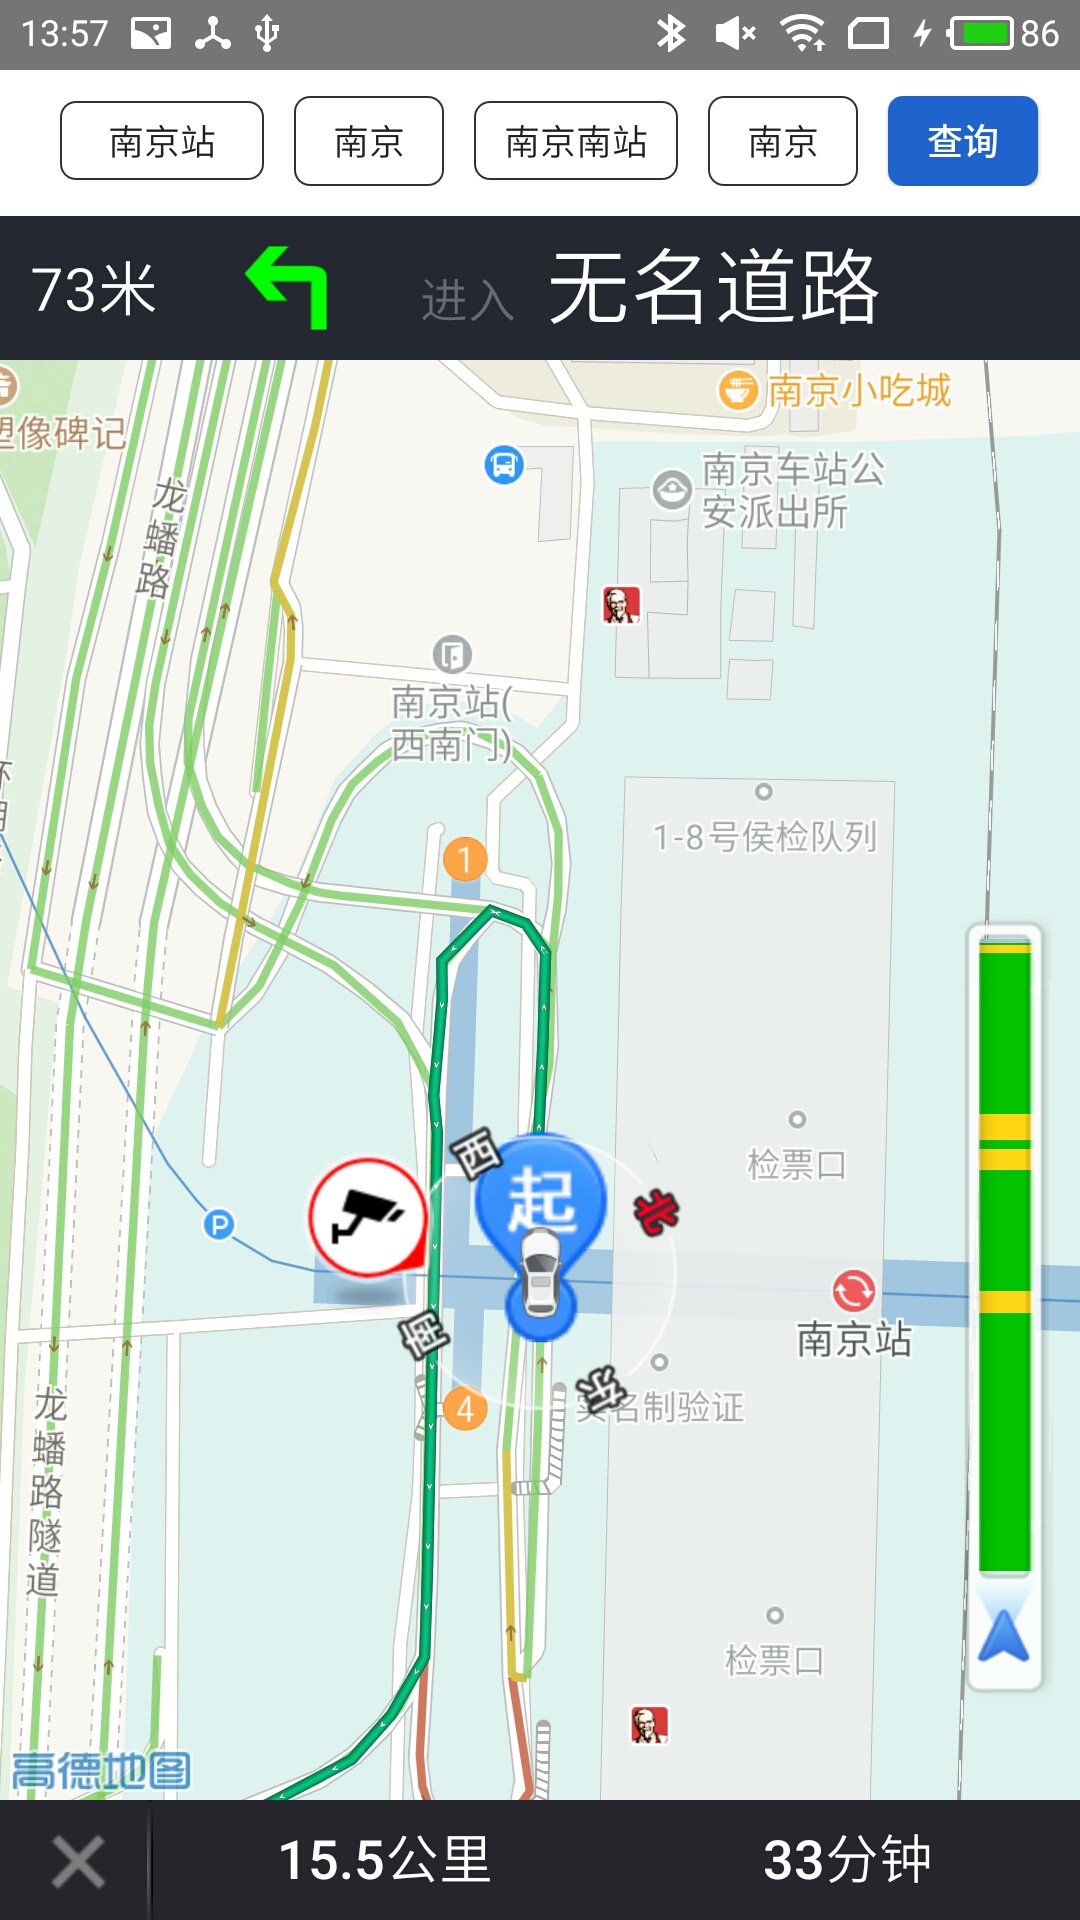 13:57
86
南京站
南京
南京南站
南京
查询
73米
进入
无名道路
南京小吃城
塑像碑记
南京车站公
安派出所
龙蟠路
南京站(
西南门)
1-8号侯检队列
1
检票口
西
起
北
P
南京站
南
东
实名制验证
4
龙蟠路隧道
检票口
高德地图
15.5公里
33分钟